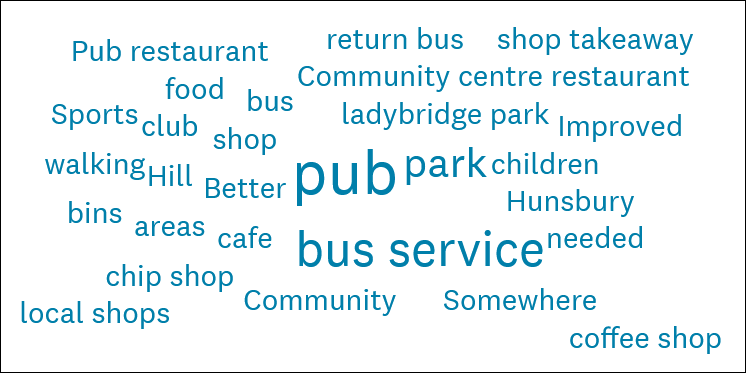 return bus
shop takeaway
Pub restaurant
Community centre restaurant
food
bus
Sports
club
ladybridge park
Improved
shop
walking
Hill
Better
pub
park
children
Hunsbury
bins
areas
cafe
bus service
needed
chip shop
local shops
Community
Somewhere
coffee shop